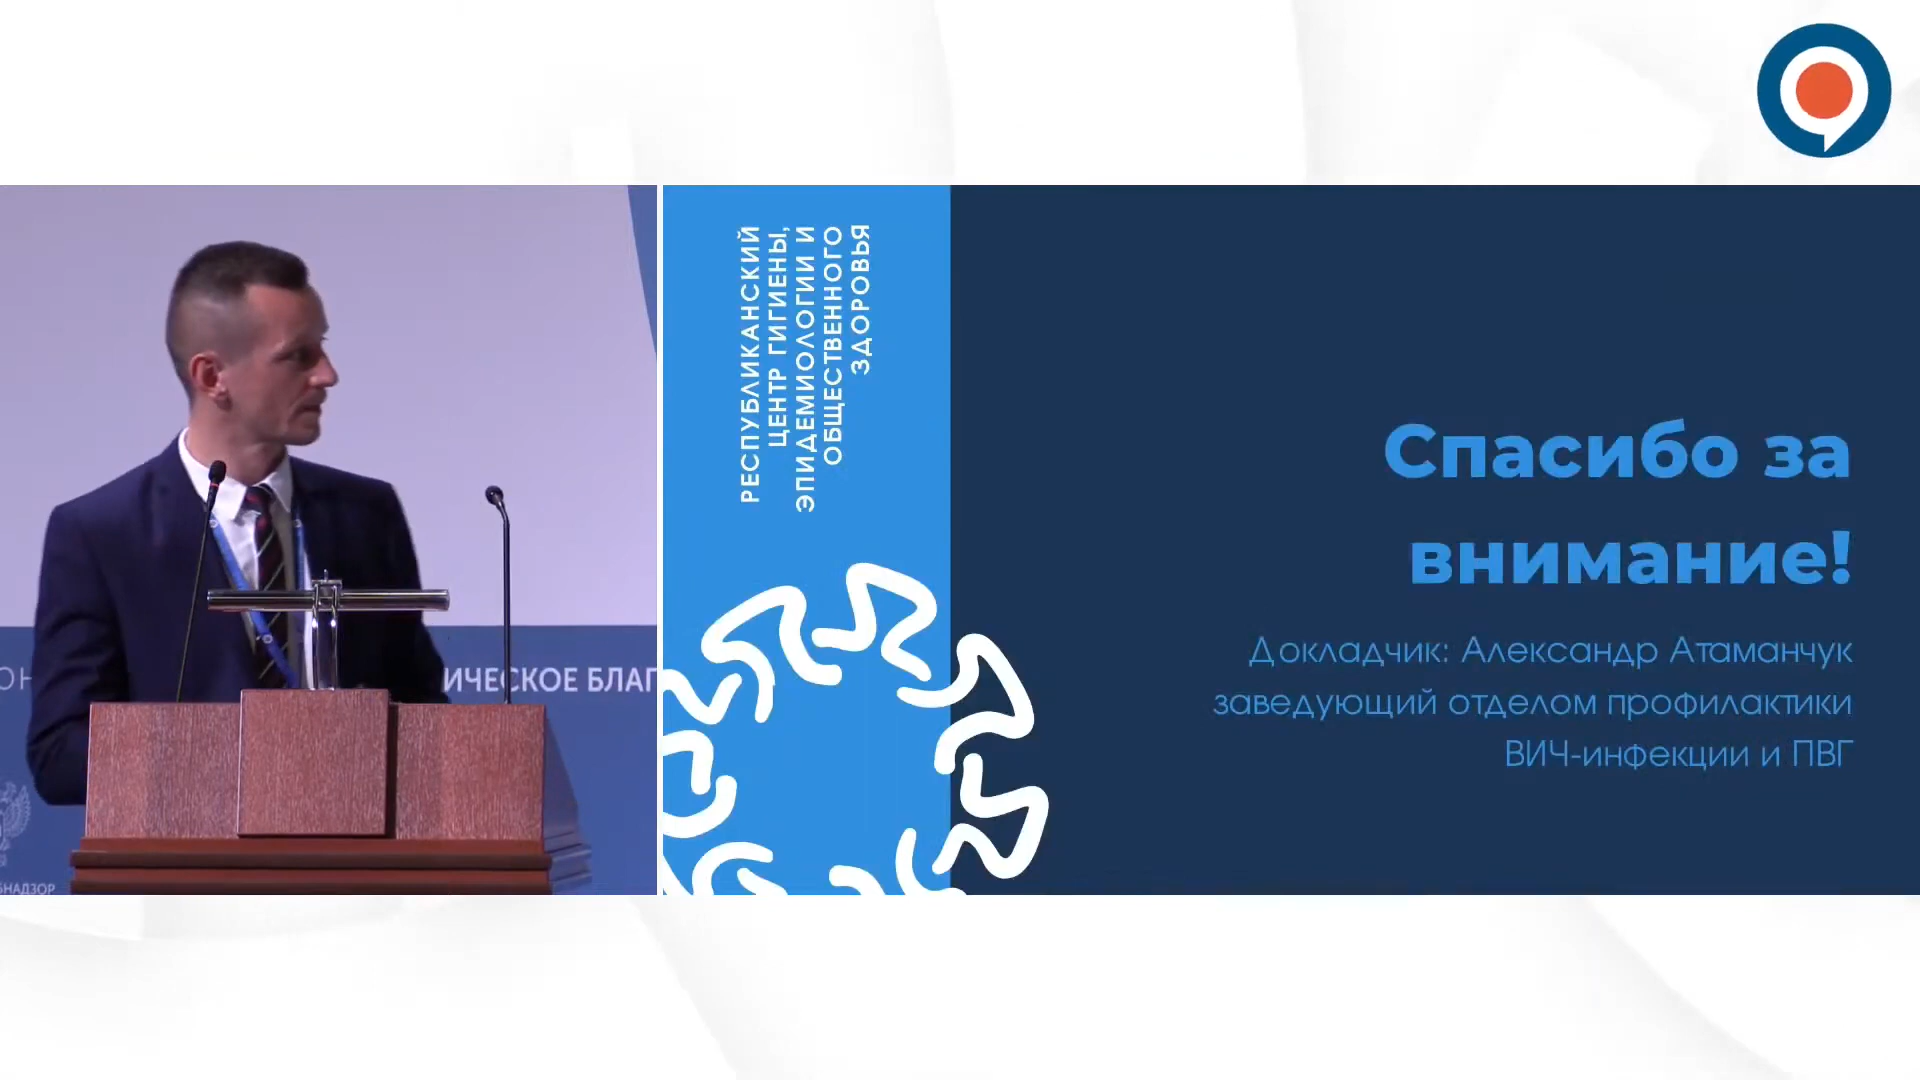 РЕСПУБЛИКАНСКИЙ
ЦЕНТР ГИГИЕНЫ,
ЭПИДЕМИОЛОГИИ И
ОБЩЕСТВЕННОГО
ЗДОРОВЬЯ
Спасибо за
внимание!
Докладчик: Александр Атаманчук
заведующий отделом профилактики
ВИЧ-инфекции и ПВГ
ИЧЕСКОЕ БЛАГ
БНАДЗОР